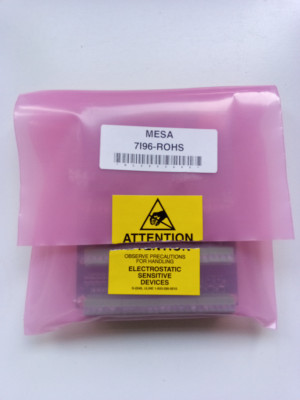 MESA
7I96-ROHS
ATTENTION
OBSERVE PRECAUTIONS
FOR HANDLING
ELECTROSTATIC
SENSITIVE
DEVICES